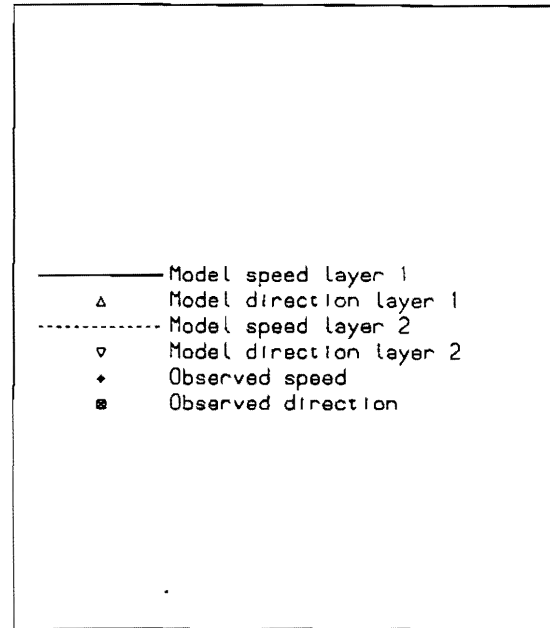 Model speed layer 1
Model direction layer 1
Model speed layer 2
Model direction layer 2
Observed speed
Observed direction